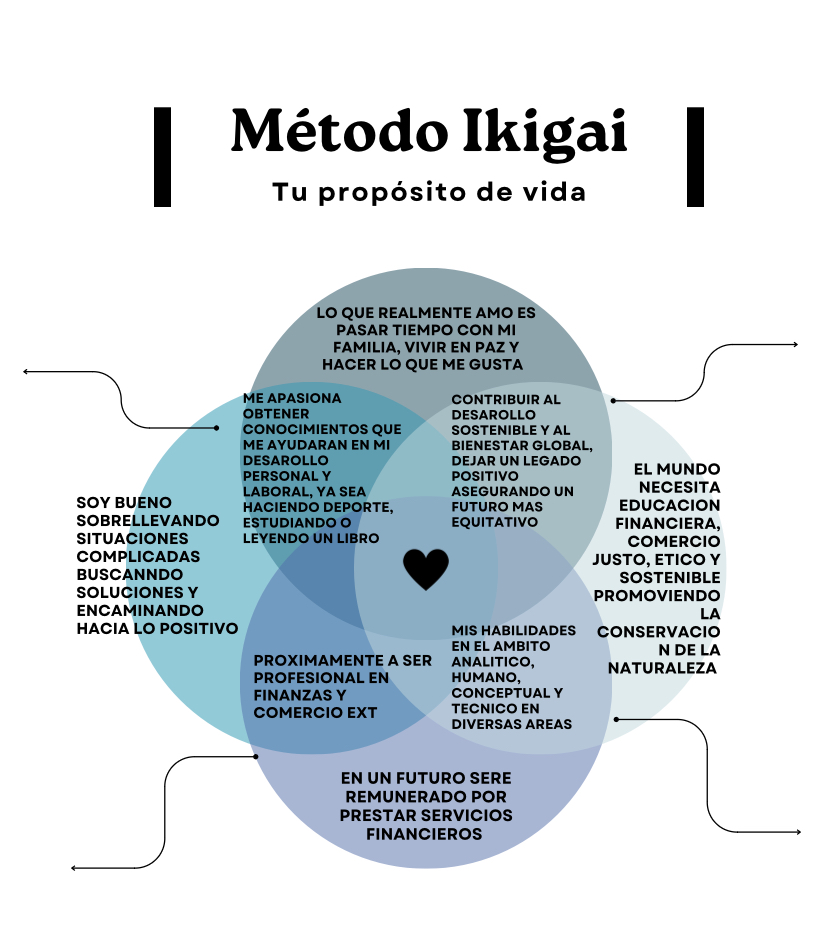 Método Ikigai
Tu propósito de vida
LO QUE REALMENTE AMO ES
PASAR TIEMPO CON MI
FAMILIA, VIVIR EN PAZ Y
HACER LO QUE ME GUSTA
ME APASIONA
OBTENER
CONOCIMIENTOS QUE
ME AYUDARAN EN MI
DESAROLLO
PERSONAL Y
LABORAL, YA SEA
HACIENDO DEPORTE,
ESTUDIANDO O
LEYENDO UN LIBRO
CONTRIBUIR AL
DESAROLLO
SOSTENIBLE Y AL
BIENESTAR GLOBAL,
DEJAR UN LEGADO
POSITIVO
ASEGURANDO UN
FUTURO MAS
EQUITATIVO
SOY BUENO
SOBRELLEVANDO
SITUACIONES
COMPLICADAS
BUSCANNDO
SOLUCIONES Y
ENCAMINANDO
HACIA LO POSITIVO
EL MUNDO
NECESITA
EDUCACION
FINANCIERA,
COMERCIO
JUSTO, ETICO Y
SOSTENIBLE
PROMOVIENDO
LA
CONSERVACIO
N DE LA
NATURALEZA
PROXIMAMENTE A SER
PROFESIONAL EN
FINANZAS Y
COMERCIO EXT
MIS HABILIDADES
EN EL AMBITO
ANALITICO,
HUMANO,
CONCEPTUAL Y
TECNICO EN
DIVERSAS AREAS
EN UN FUTURO SERE
REMUNERADO POR
PRESTAR SERVICIOS
FINANCIEROS